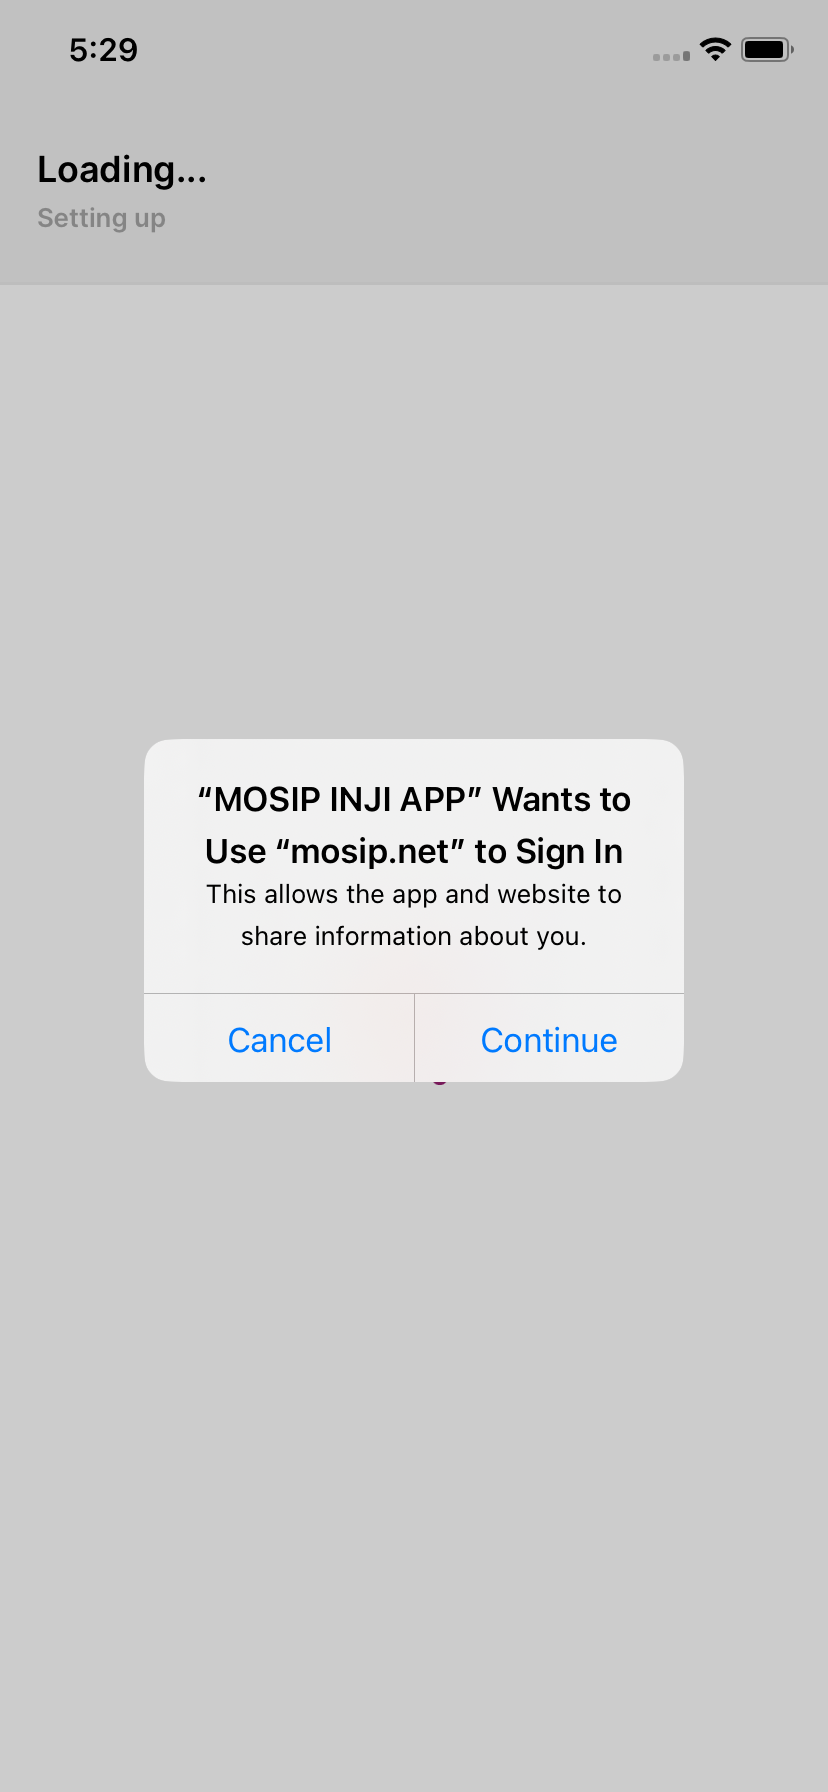 5:29
Loading...
Setting up
“MOSIP INJI APP” Wants to
Use “mosip.net” to Sign In
This allows the app and website to
share information about you.
Cancel
Continue